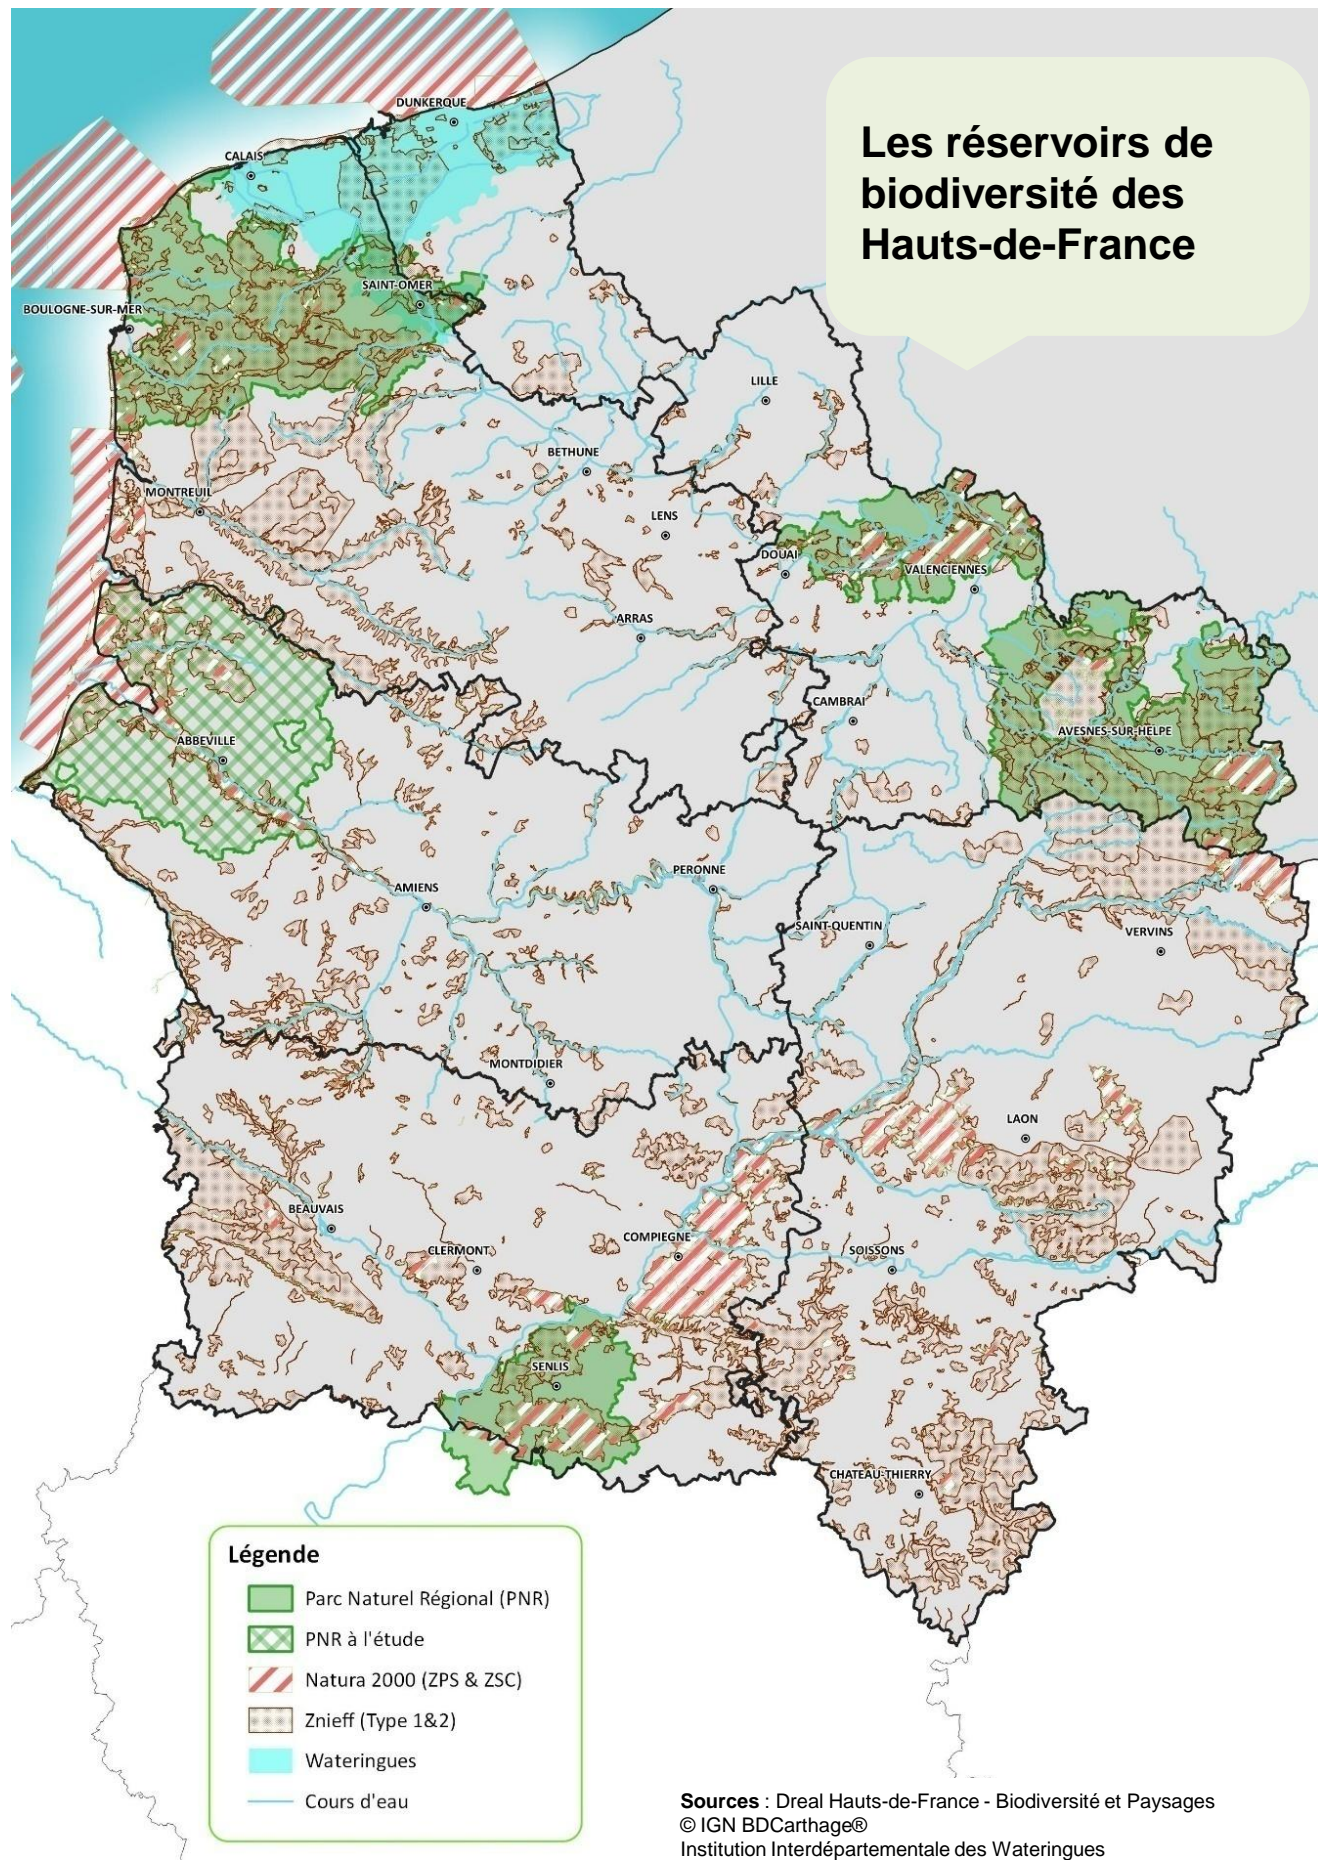 Les réservoirs de
biodiversité des
Hauts-de-France
DUNKERQUE
CALAIS
SAINT-OMER
BOULOGNE-SUR-MER
LILLE
BETHUNE
MONTREUIL
LENS
DOUAI
VALENCIENNES
ARRAS
CAMBRAI
AVESNES-SUR-HELPE
ABBEVILLE
PERONNE
AMIENS
SAINT-QUENTIN
VERVINS
MONTDIDIER
LAON
BEAUVAIS
COMPIEGNE
CLERMONT
SOISSONS
SENLIS
CHATEAU-THIERRY
Légende
Parc Naturel Régional (PNR)
PNR à l'étude
Natura 2000 (ZPS & ZSC)
Znieff (Type 1&2)
Wateringues
Cours d'eau
Sources : Dreal Hauts-de-France - Biodiversité et Paysages
© IGN BDCarthage®
Institution Interdépartementale des Wateringues